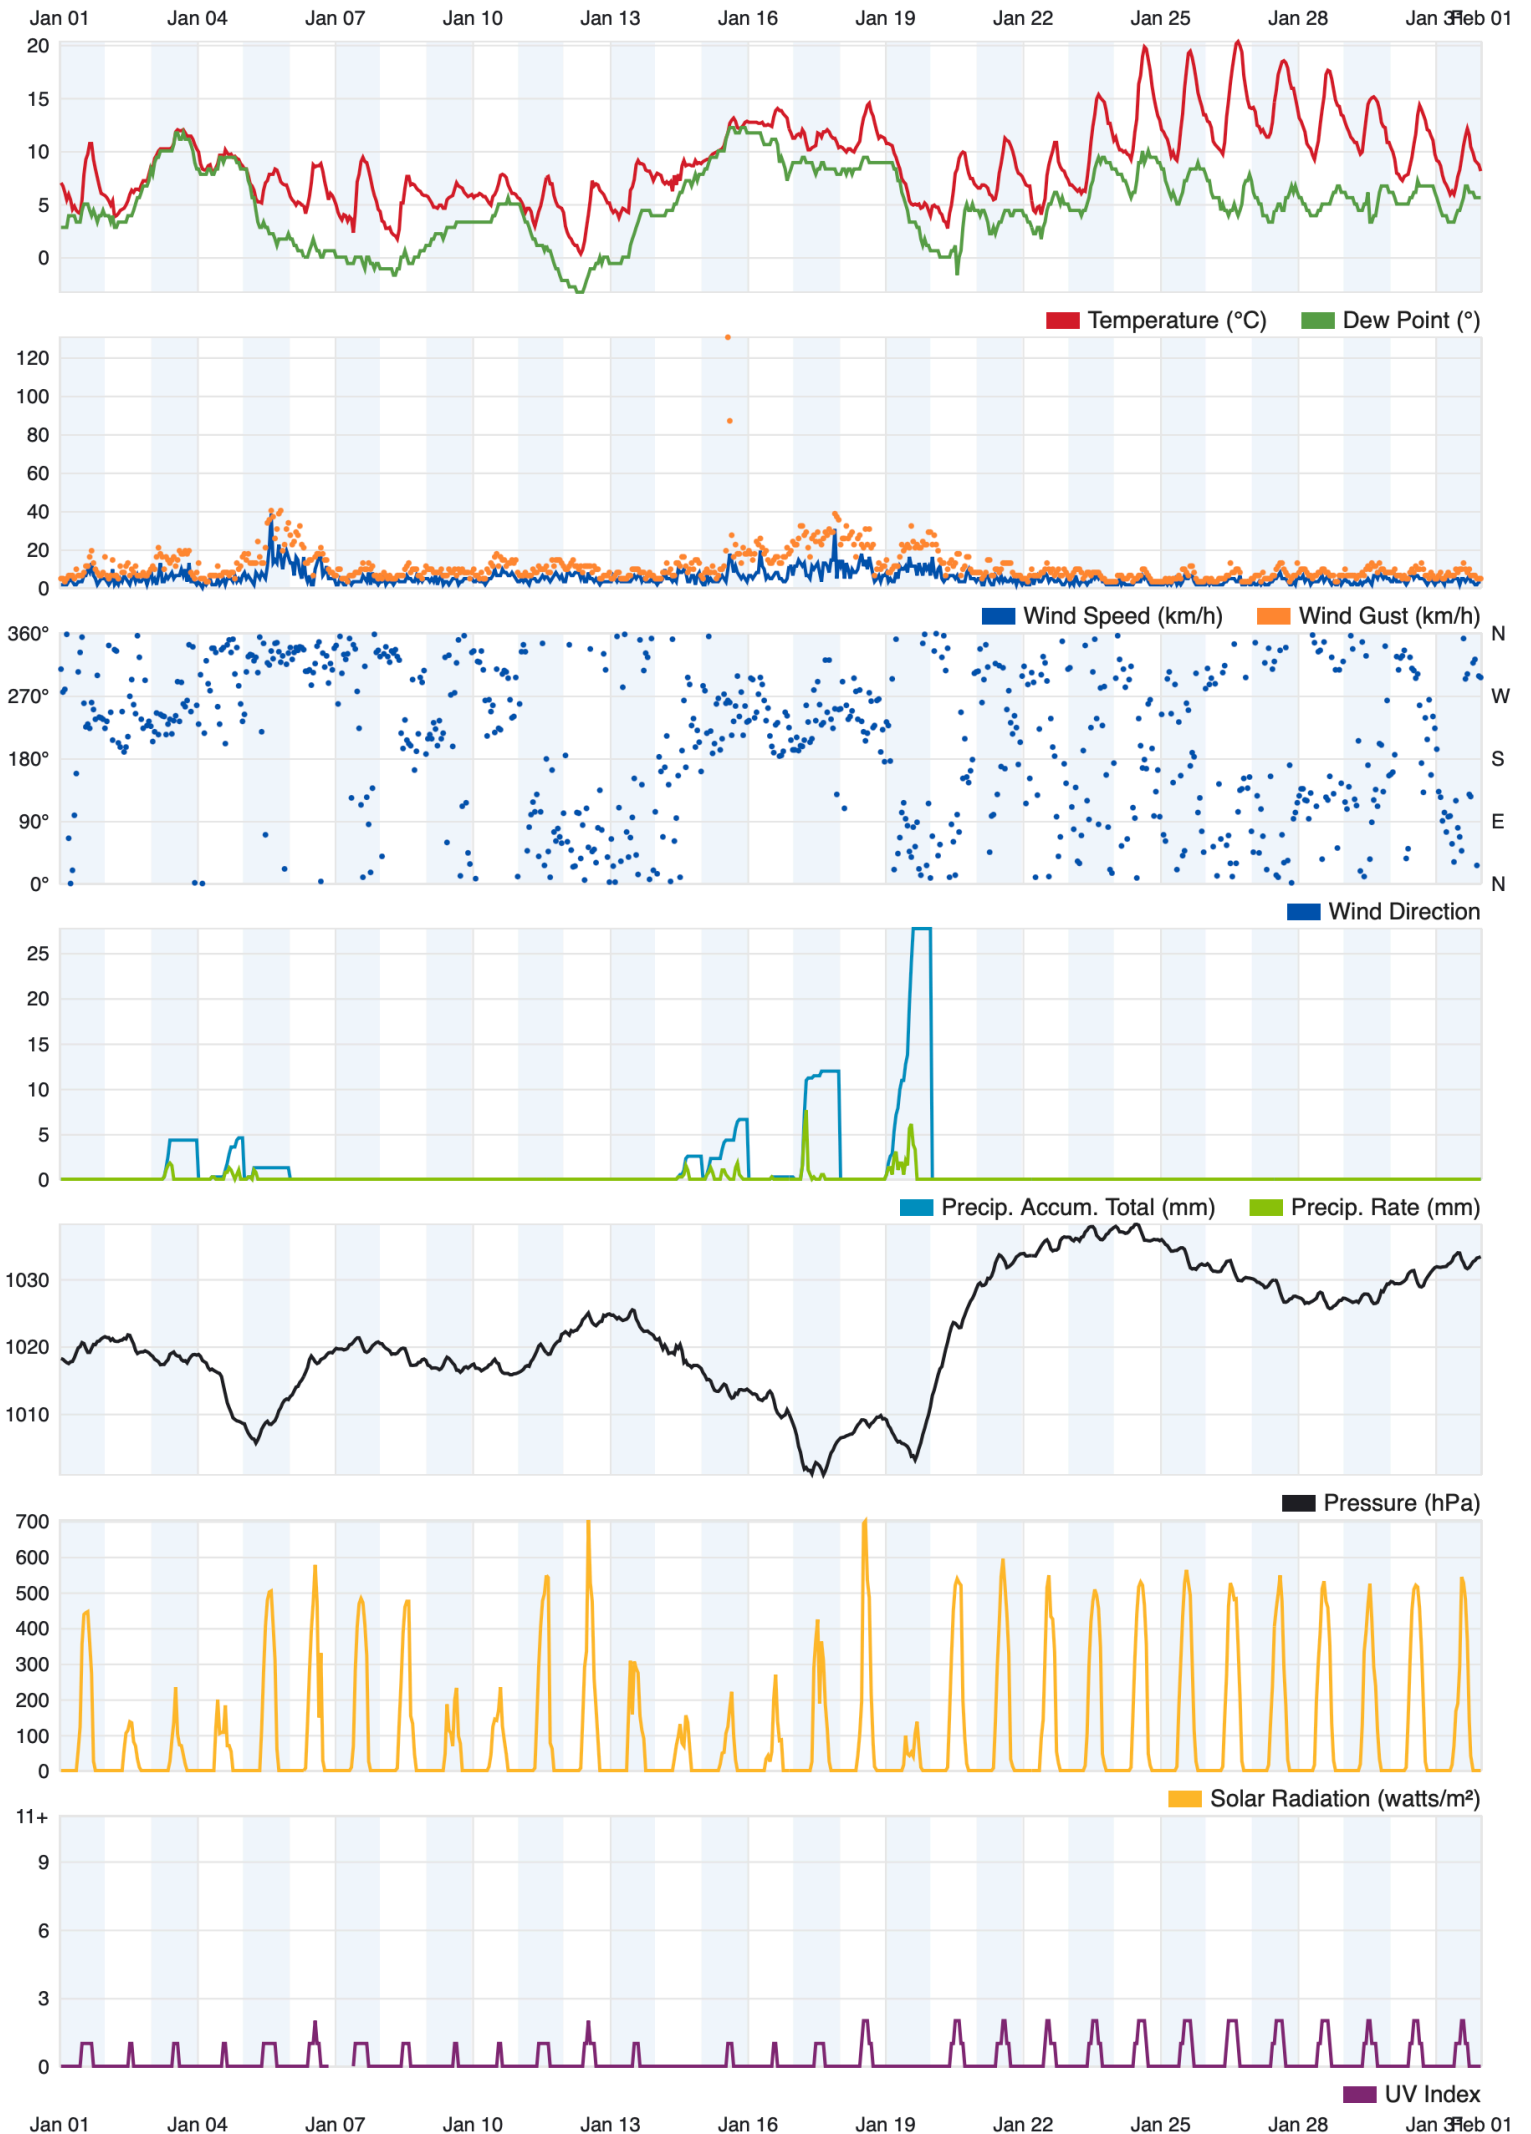 Jan 01 Jan 04 Jan 07 Jan 10 Jan 13 Jan 16 Jan 19 Jan 22 Jan 25 Jan 28 Jan 31 Feb 01
20
15
10
5
0
Temperature (°C) Dew Point (°)
120
100
80
60
40
20
0
Wind Speed (km/h) Wind Gust (km/h)
360° N
270° W
180° S
90° E
0° N
Wind Direction
25
20
15
10
5
0
Precip. Accum. Total (mm) Precip. Rate (mm)
1030
1020
1010
Pressure (hPa)
700
600
500
400
300
200
100
0
Solar Radiation (watts/m²)
11+
9
6
3
0
UV Index
Jan 01 Jan 04 Jan 07 Jan 10 Jan 13 Jan 16 Jan 19 Jan 22 Jan 25 Jan 28 Jan 31 Feb 01